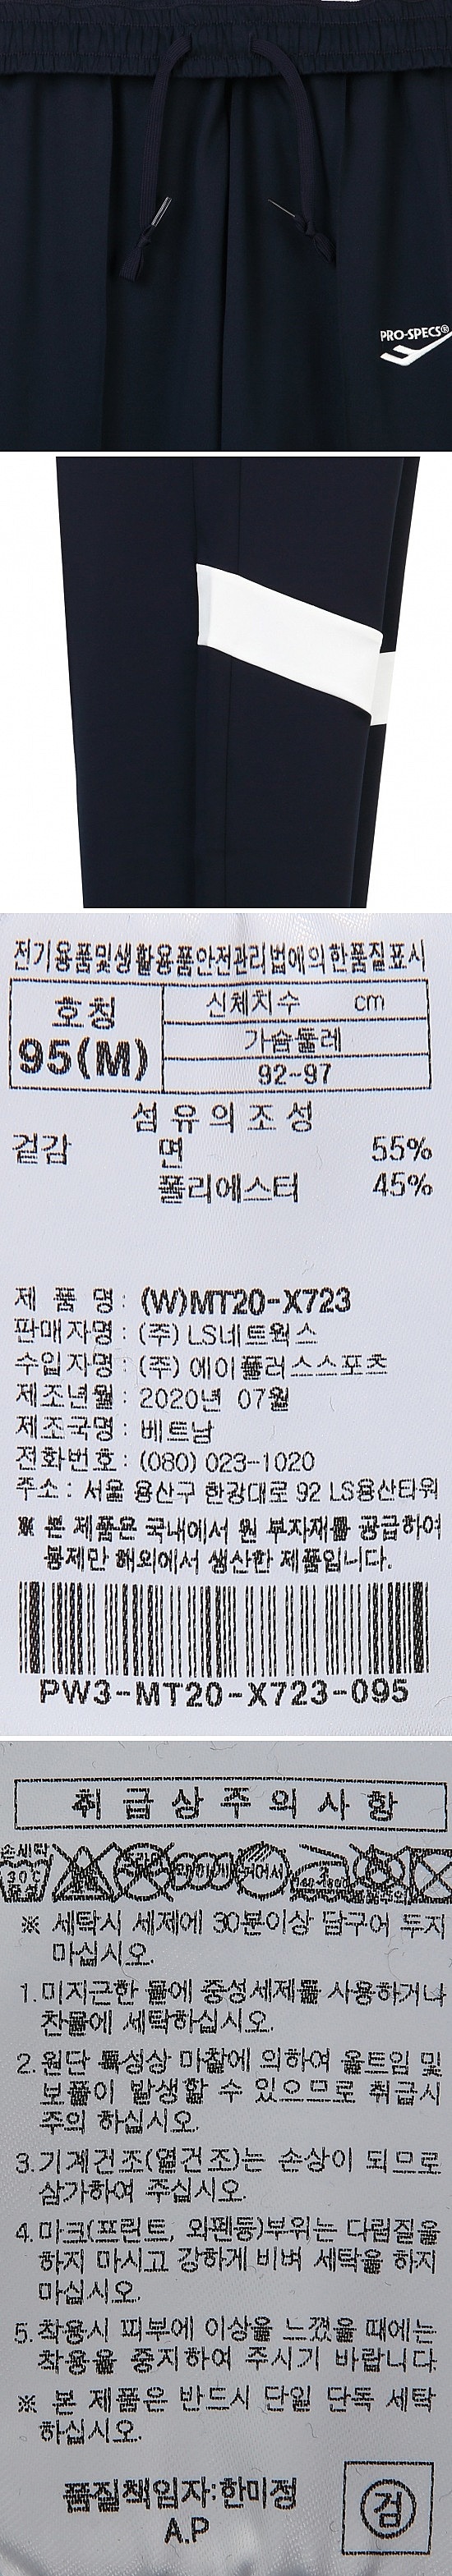 PRO-SPECS®
전기용품및생활용품안전관리법에의한품질표시
호칭
95(M)
신체치수 cm
가슴둘레
92-97
섬유의조성
겉감 면 55%
폴리에스터 45%
제 품 명 : (W)MT20-X723
판매자명 : (주) LS네트웍스
수입자명 : (주) 에이플러스스포츠
제조년월 : 2020년 07월
제조국명 : 베트남
전화번호 : (080) 023-1020
주소 : 서울 용산구 한강대로 92 LS용산타워
※ 본 제품은 국내에서 원 부자재를 공급하여
봉제만 해외에서 생산한 제품입니다.
PW3-MT20-X723-095
취급상주의사항
손세탁
30℃
※ 세탁시 세제에 30분이상 담구어 두지
마십시오.
1.미지근한 물에 중성세제를 사용하거나
찬물에 세탁하십시오.
2.원단 특성상 마찰에 의하여 올트임 및
보풀이 발생할 수 있으므로 취급시
주의 하십시오.
3.기계건조(열건조)는 손상이 되므로
삼가하여 주십시오.
4.마크(프린트, 외펜등)부위는 다림질을
하지 마시고 강하게 비벼 세탁을 하지
마십시오.
5.착용시 피부에 이상을 느꼈을 때에는
착용을 중지하여 주시기 바랍니다.
※ 본 제품은 반드시 단일 단독 세탁
하십시오.
품질책임자:한미정
A.P
검